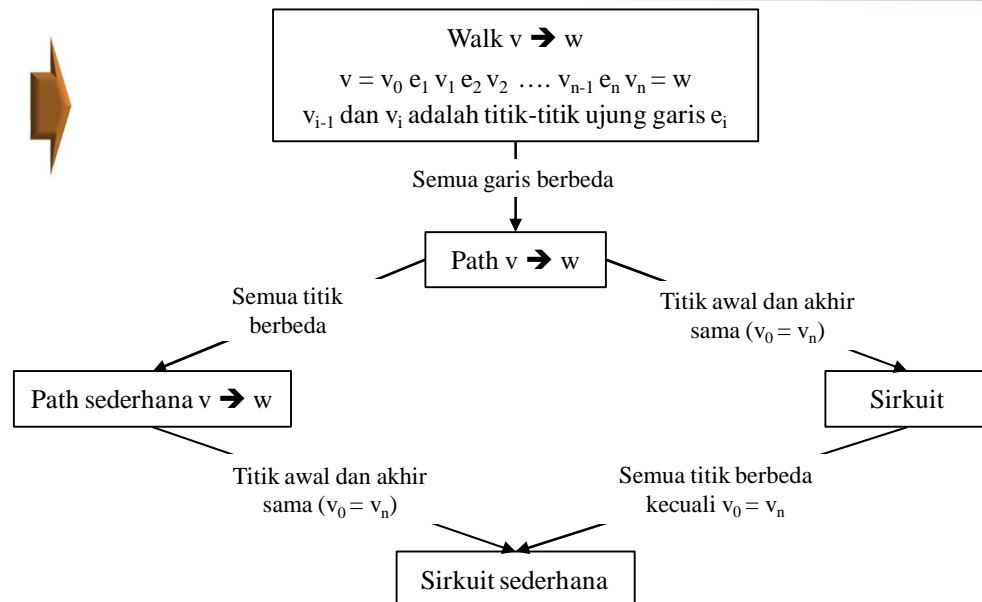 Walk v ➔ w
v = v₀ e₁ v₁ e₂ v₂ …. vₙ₋₁ eₙ vₙ = w
vᵢ₋₁ dan vᵢ adalah titik-titik ujung garis eᵢ
Semua garis berbeda
Path v ➔ w
Semua titik
berbeda
Titik awal dan akhir
sama (v₀ = vₙ)
Path sederhana v ➔ w
Sirkuit
Titik awal dan akhir
sama (v₀ = vₙ)
Semua titik berbeda
kecuali v₀ = vₙ
Sirkuit sederhana